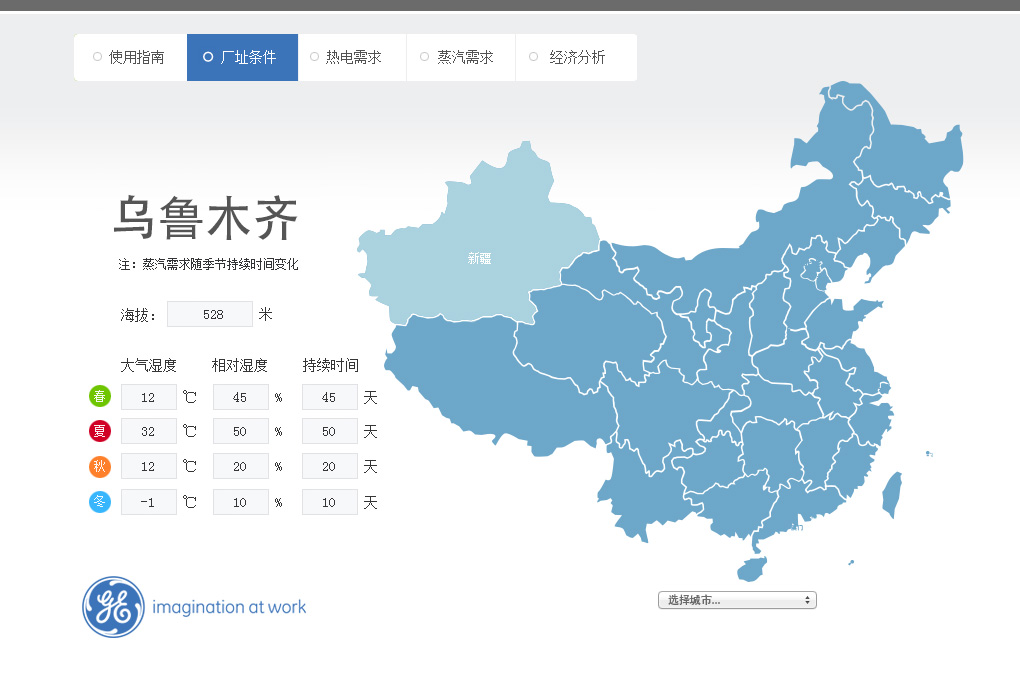 使用指南 厂址条件 热电需求 蒸汽需求 经济分析
乌鲁木齐
注：蒸汽需求随季节持续时间变化
新疆
海拔： 528 米
大气湿度 相对湿度 持续时间
春 12 ℃ 45 % 45 天
夏 32 ℃ 50 % 50 天
秋 12 ℃ 20 % 20 天
冬 -1 ℃ 10 % 10 天
选择城市...
GE imagination at work